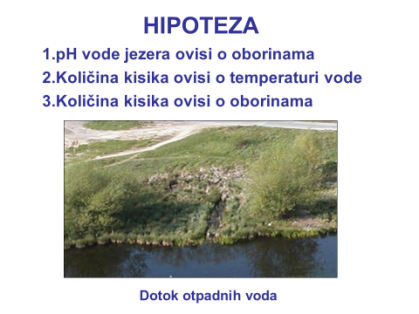 HIPOTEZA
1.pH vode jezera ovisi o oborinama
2.Količina kisika ovisi o temperaturi vode
3.Količina kisika ovisi o oborinama
Dotok otpadnih voda